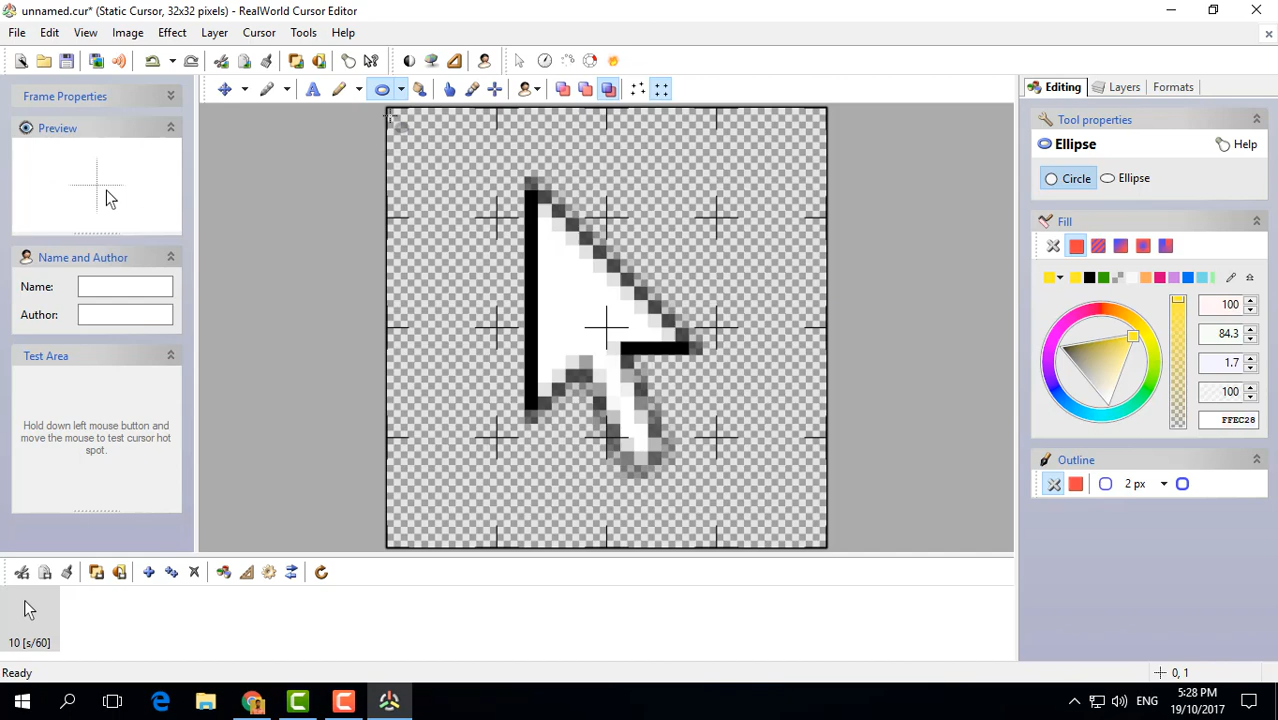 unnamed.cur* (Static Cursor, 32x32 pixels) - RealWorld Cursor Editor
File Edit View Image Effect Layer Cursor Tools Help
Frame Properties
Preview
Name and Author
Name:
Author:
Test Area
Hold down left mouse button and
move the mouse to test cursor hot
spot.
Editing Layers Formats
Tool properties
Ellipse Help
Circle Ellipse
Fill
100
84.3
1.7
100
FFEC28
Outline
2 px
10 [s/60]
Ready 0, 1
ENG 5:28 PM
19/10/2017